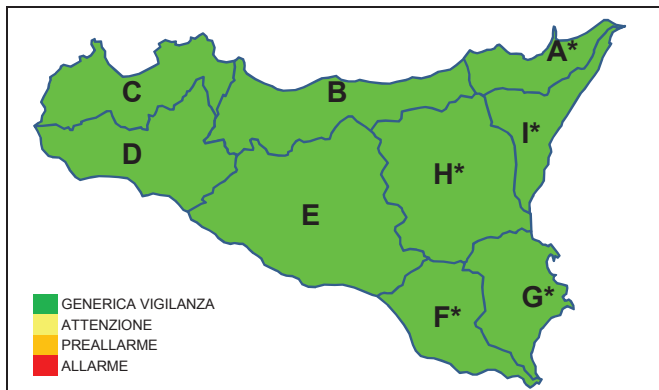 A*
C
B
I*
D
H*
E
G*
F*
GENERICA VIGILANZA
ATTENZIONE
PREALLARME
ALLARME